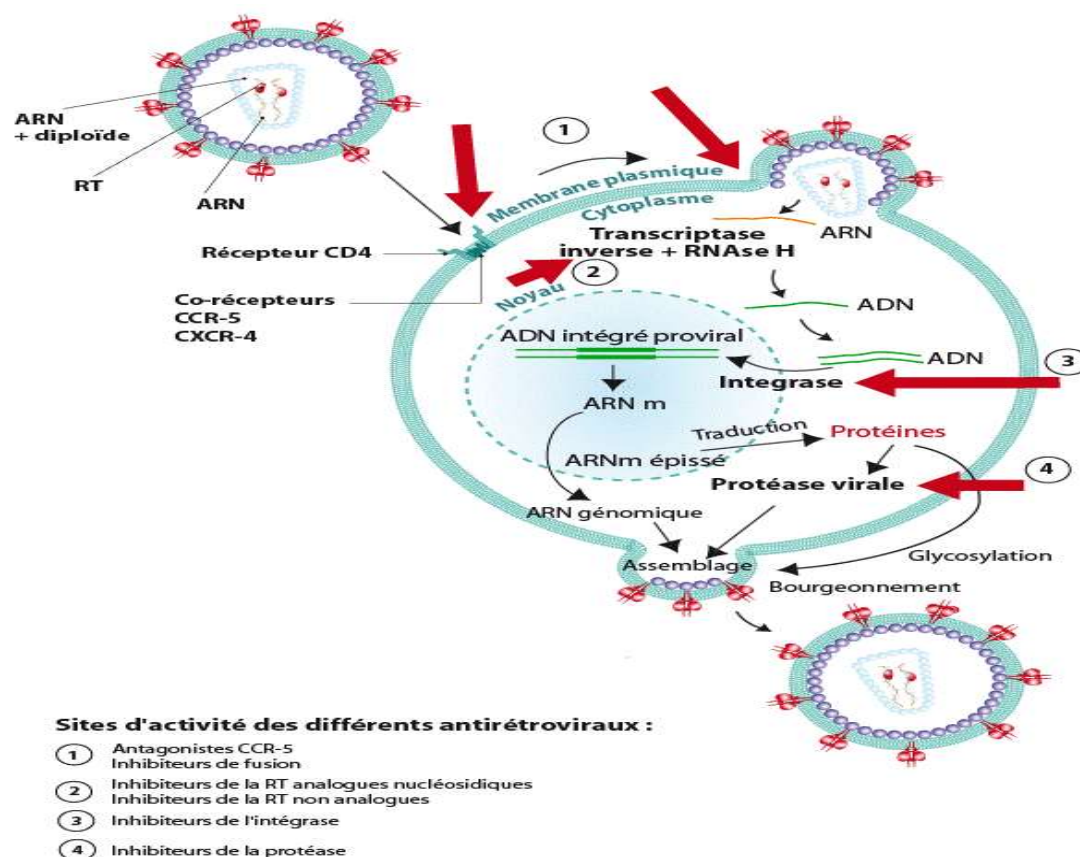 ARN
+ diploïde
RT
ARN
1
Membrane plasmique
Cytoplasme
Transcriptase
inverse + RNAse H
ARN
Récepteur CD4
2
Noyau
Co-récepteurs
CCR-5
CXCR-4
ADN
ADN intégré proviral
ADN
3
Integrase
ARN m
Traduction
Protéines
ARNm épissé
4
Protéase virale
ARN génomique
Glycosylation
Assemblage
Bourgeonnement
Sites d'activité des différents antirétroviraux :
1 Antagonistes CCR-5
Inhibiteurs de fusion
2 Inhibiteurs de la RT analogues nucléosidiques
Inhibiteurs de la RT non analogues
3 Inhibiteurs de l'intégrase
4 Inhibiteurs de la protéase